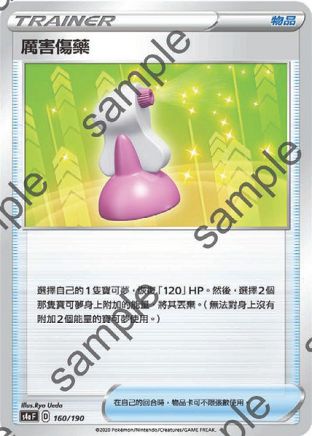 TRAINER
物品
厲害傷藥
sample
sample
sample
sample
sample
sample
選擇自己的1隻寶可夢，恢復「120」HP。然後，選擇2個
那隻寶可夢身上附加的能量，將其丟棄。（無法對身上沒有
附加2個能量的寶可夢使用）
Illus. Ryo Ueda
s4a F D 160/190
在自己的回合時，物品卡可不限張數使用。
©2020 Pokémon/Nintendo/Creatures/GAME FREAK.